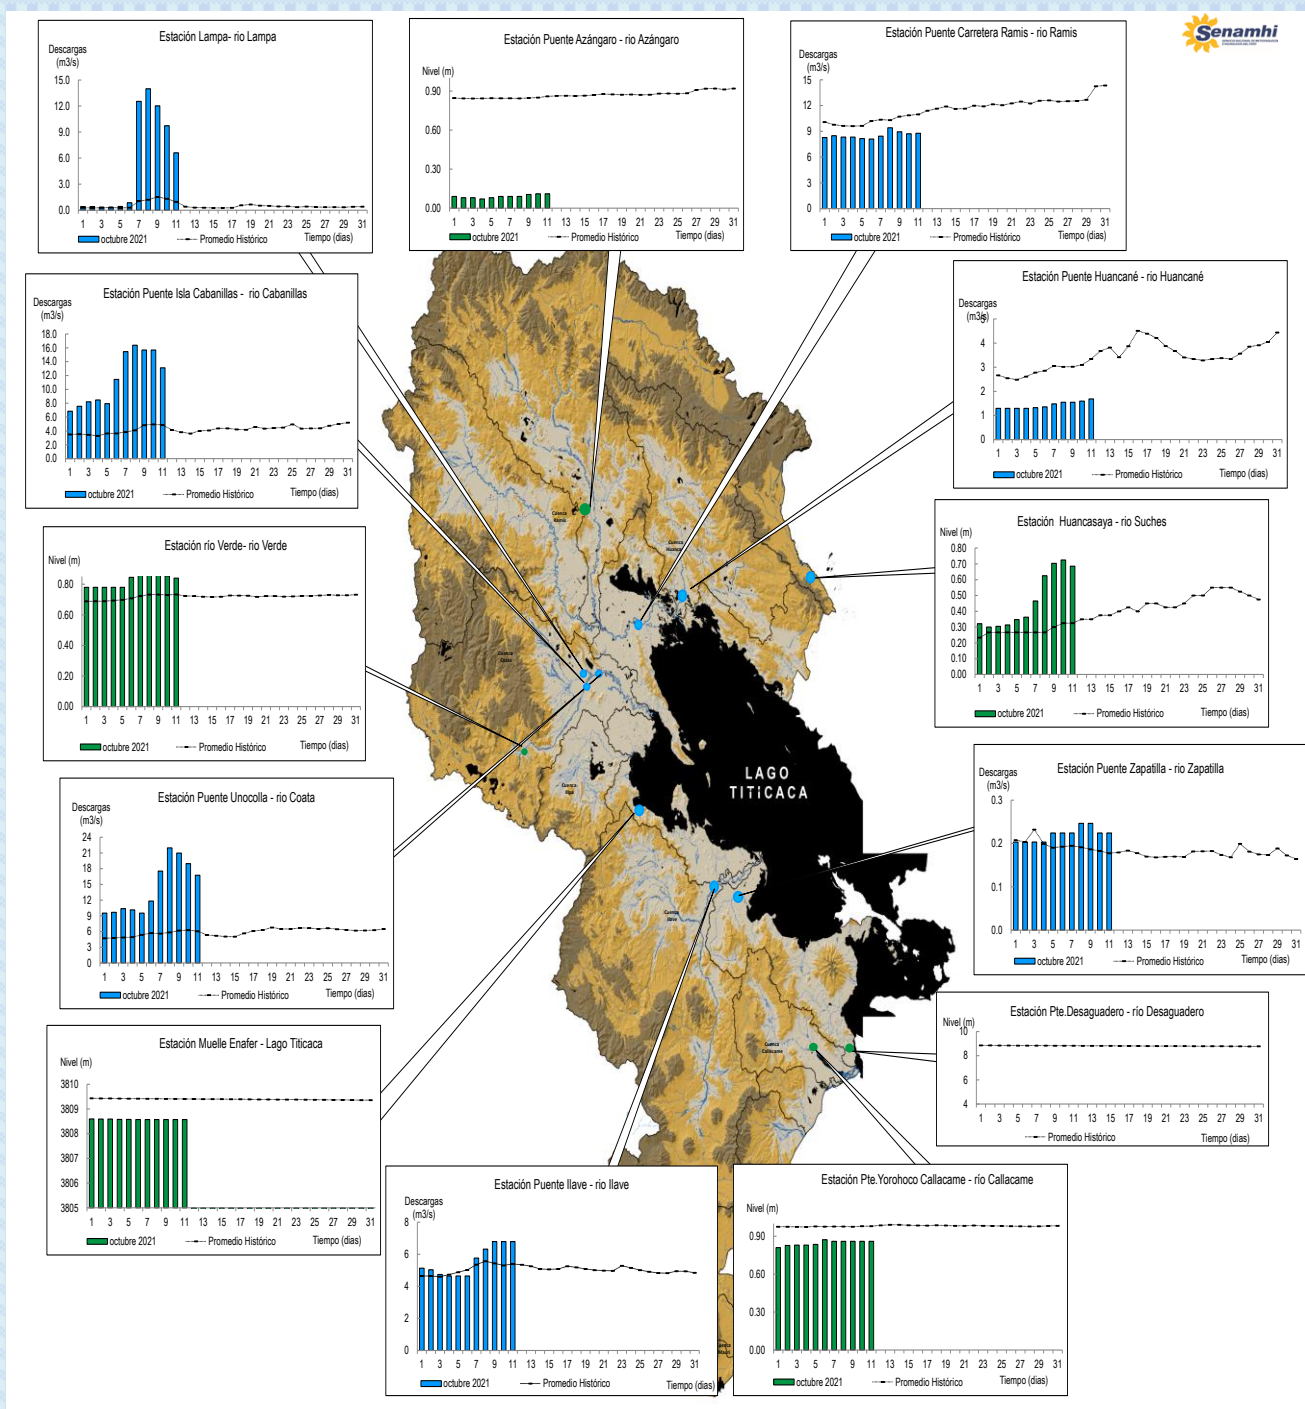 Senamhi
Estación Lampa- rio Lampa
Descargas
(m3/s)
15.0
12.0
9.0
6.0
3.0
0.0
1 3 5 7 9 11 13 15 17 19 21 23 25 27 29 31
octubre 2021 Promedio Histórico Tiempo (dias)
Estación Puente Azángaro - rio Azángaro
Nivel (m)
0.90
0.60
0.30
0.00
1 3 5 7 9 11 13 15 17 19 21 23 25 27 29 31
octubre 2021 Promedio Histórico Tiempo (dias)
Estación Puente Carretera Ramis - rio Ramis
Descargas
(m3/s)
15
12
9
6
3
0
1 3 5 7 9 11 13 15 17 19 21 23 25 27 29 31
octubre 2021 Promedio Histórico Tiempo (dias)
Estación Puente Isla Cabanillas - rio Cabanillas
Descargas
(m3/s)
18.0
16.0
14.0
12.0
10.0
8.0
6.0
4.0
2.0
0.0
1 3 5 7 9 11 13 15 17 19 21 23 25 27 29 31
octubre 2021 Promedio Histórico Tiempo (dias)
Estación Puente Huancané - rio Huancané
Descargas
(m3/s)
5
4
3
2
1
0
1 3 5 7 9 11 13 15 17 19 21 23 25 27 29 31
octubre 2021 Promedio Histórico Tiempo (dias)
Estación río Verde- rio Verde
Nivel (m)
0.80
0.60
0.40
0.20
0.00
1 3 5 7 9 11 13 15 17 19 21 23 25 27 29 31
octubre 2021 Promedio Histórico Tiempo (dias)
Estación Huancasaya - rio Suches
Nivel (m)
0.80
0.70
0.60
0.50
0.40
0.30
0.20
0.10
0.00
1 3 5 7 9 11 13 15 17 19 21 23 25 27 29 31
octubre 2021 Promedio Histórico Tiempo (dias)
Estación Puente Unocolla - rio Coata
Descargas
(m3/s)
24
21
18
15
12
9
6
3
0
1 3 5 7 9 11 13 15 17 19 21 23 25 27 29 31
octubre 2021 Promedio Histórico Tiempo (dias)
Estación Puente Zapatilla - rio Zapatilla
Descargas
(m3/s)
0.3
0.2
0.1
0.0
1 3 5 7 9 11 13 15 17 19 21 23 25 27 29 31
octubre 2021 Promedio Histórico Tiempo (dias)
Cuenca
Ramis
Cuenca
Cuenca
Cuenca
LAGO
TITICACA
Cuenca
Ilave
Cuenca
Callacame
Cuenca
Estación Muelle Enafer - Lago Titicaca
Nivel (m)
3810
3809
3808
3807
3806
3805
1 3 5 7 9 11 13 15 17 19 21 23 25 27 29 31
octubre 2021 Promedio Histórico Tiempo (dias)
Estación Pte.Desaguadero - río Desaguadero
Nivel (m)
10
8
6
4
1 3 5 7 9 11 13 15 17 19 21 23 25 27 29 31
Promedio Histórico Tiempo (dias)
Estación Puente Ilave - rio Ilave
Descargas
(m3/s)
8
6
4
2
0
1 3 5 7 9 11 13 15 17 19 21 23 25 27 29 31
octubre 2021 Promedio Histórico Tiempo (dias)
Estación Pte.Yorohoco Callacame - río Callacame
Nivel (m)
0.90
0.60
0.30
0.00
1 3 5 7 9 11 13 15 17 19 21 23 25 27 29 31
octubre 2021 Promedio Histórico Tiempo (dias)